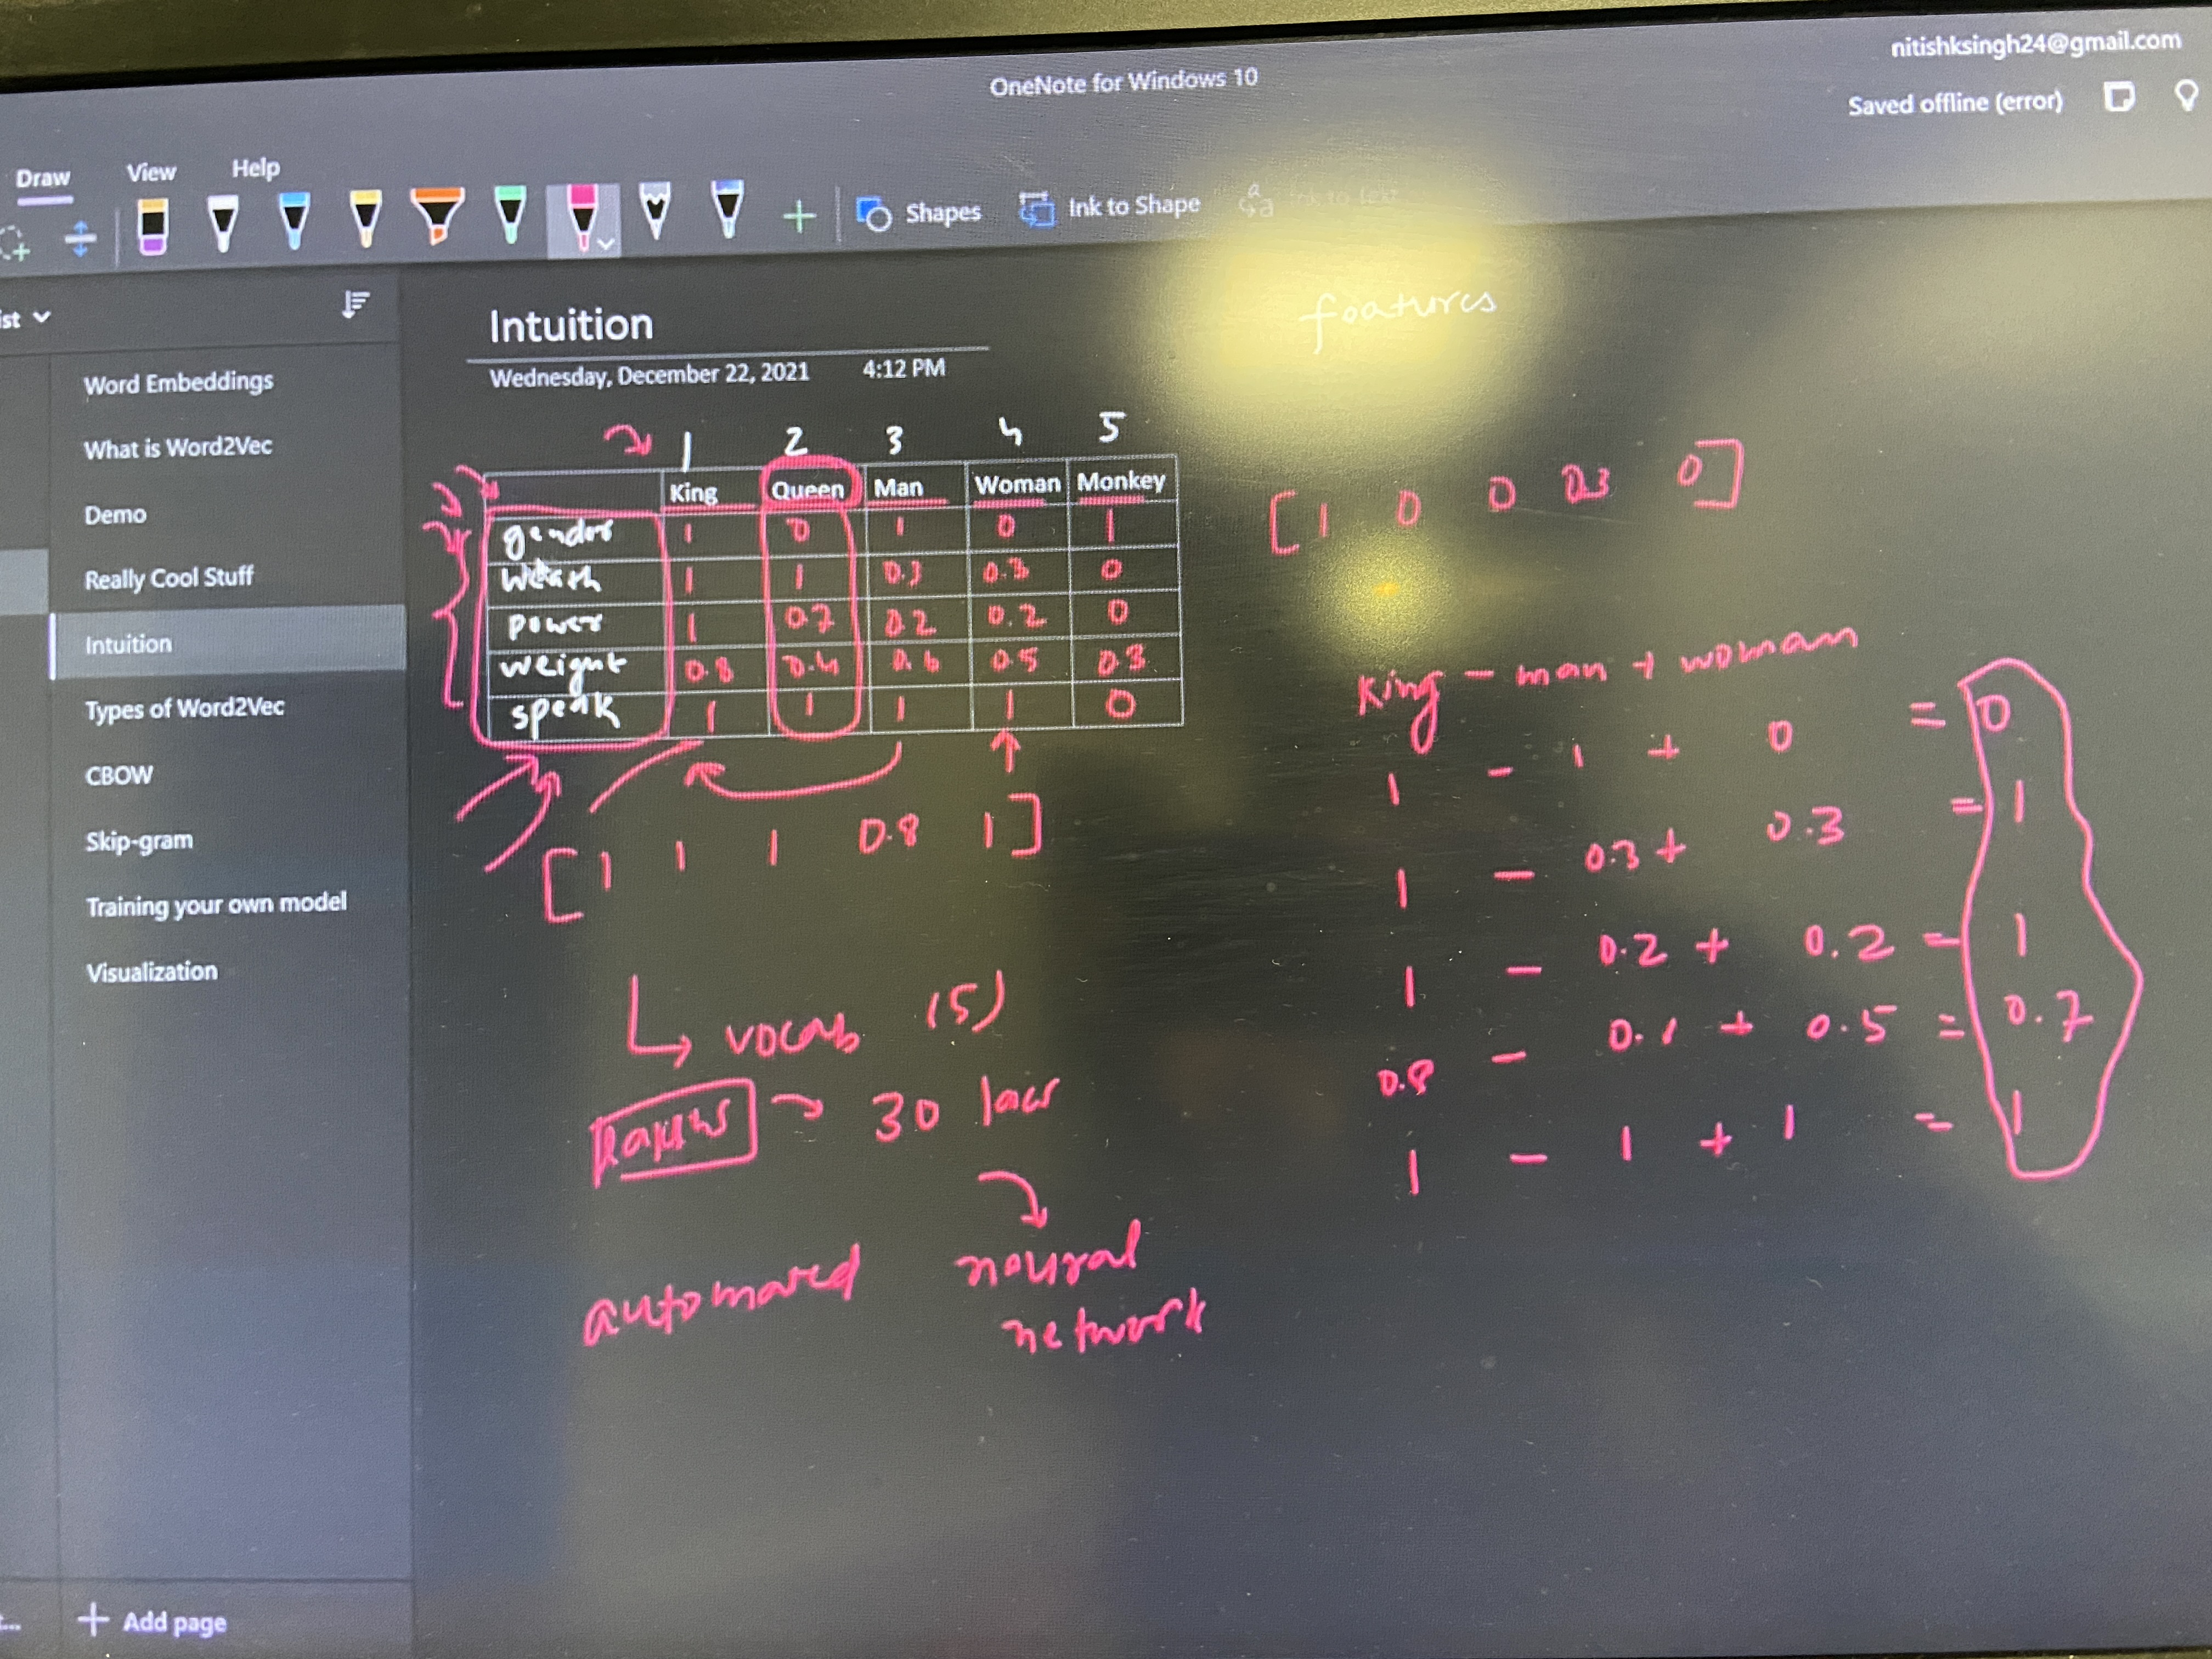 nitishksingh24@gmail.com
OneNote for Windows 10
Saved offline (error)
Draw View Help
Shapes Ink to Shape Ink to Text
ist
Word Embeddings
What is Word2Vec
Demo
Really Cool Stuff
Intuition
Types of Word2Vec
CBOW
Skip-gram
Training your own model
Visualization
Add page
Intuition
Wednesday, December 22, 2021 4:12 PM
features
1 2 3 4 5
King Queen Man Woman Monkey
gender 1 0 1 0 1
wealth 1 1 0.3 0.3 0
power 1 0.7 0.2 0.2 0
weight 0.8 0.4 0.6 0.5 0.3
speak 1 1 1 1 0
[1 1 1 0.8 1]
vocab (5)
30 lacs
automated neural
network
[1 0 0 0.3 0]
King - man + woman
1 - 1 + 0 = 0
1 - 0.3 + 0.3 = 1
1 - 0.2 + 0.2 = 1
0.8 - 0.1 + 0.5 = 0.7
1 - 1 + 1 = 1